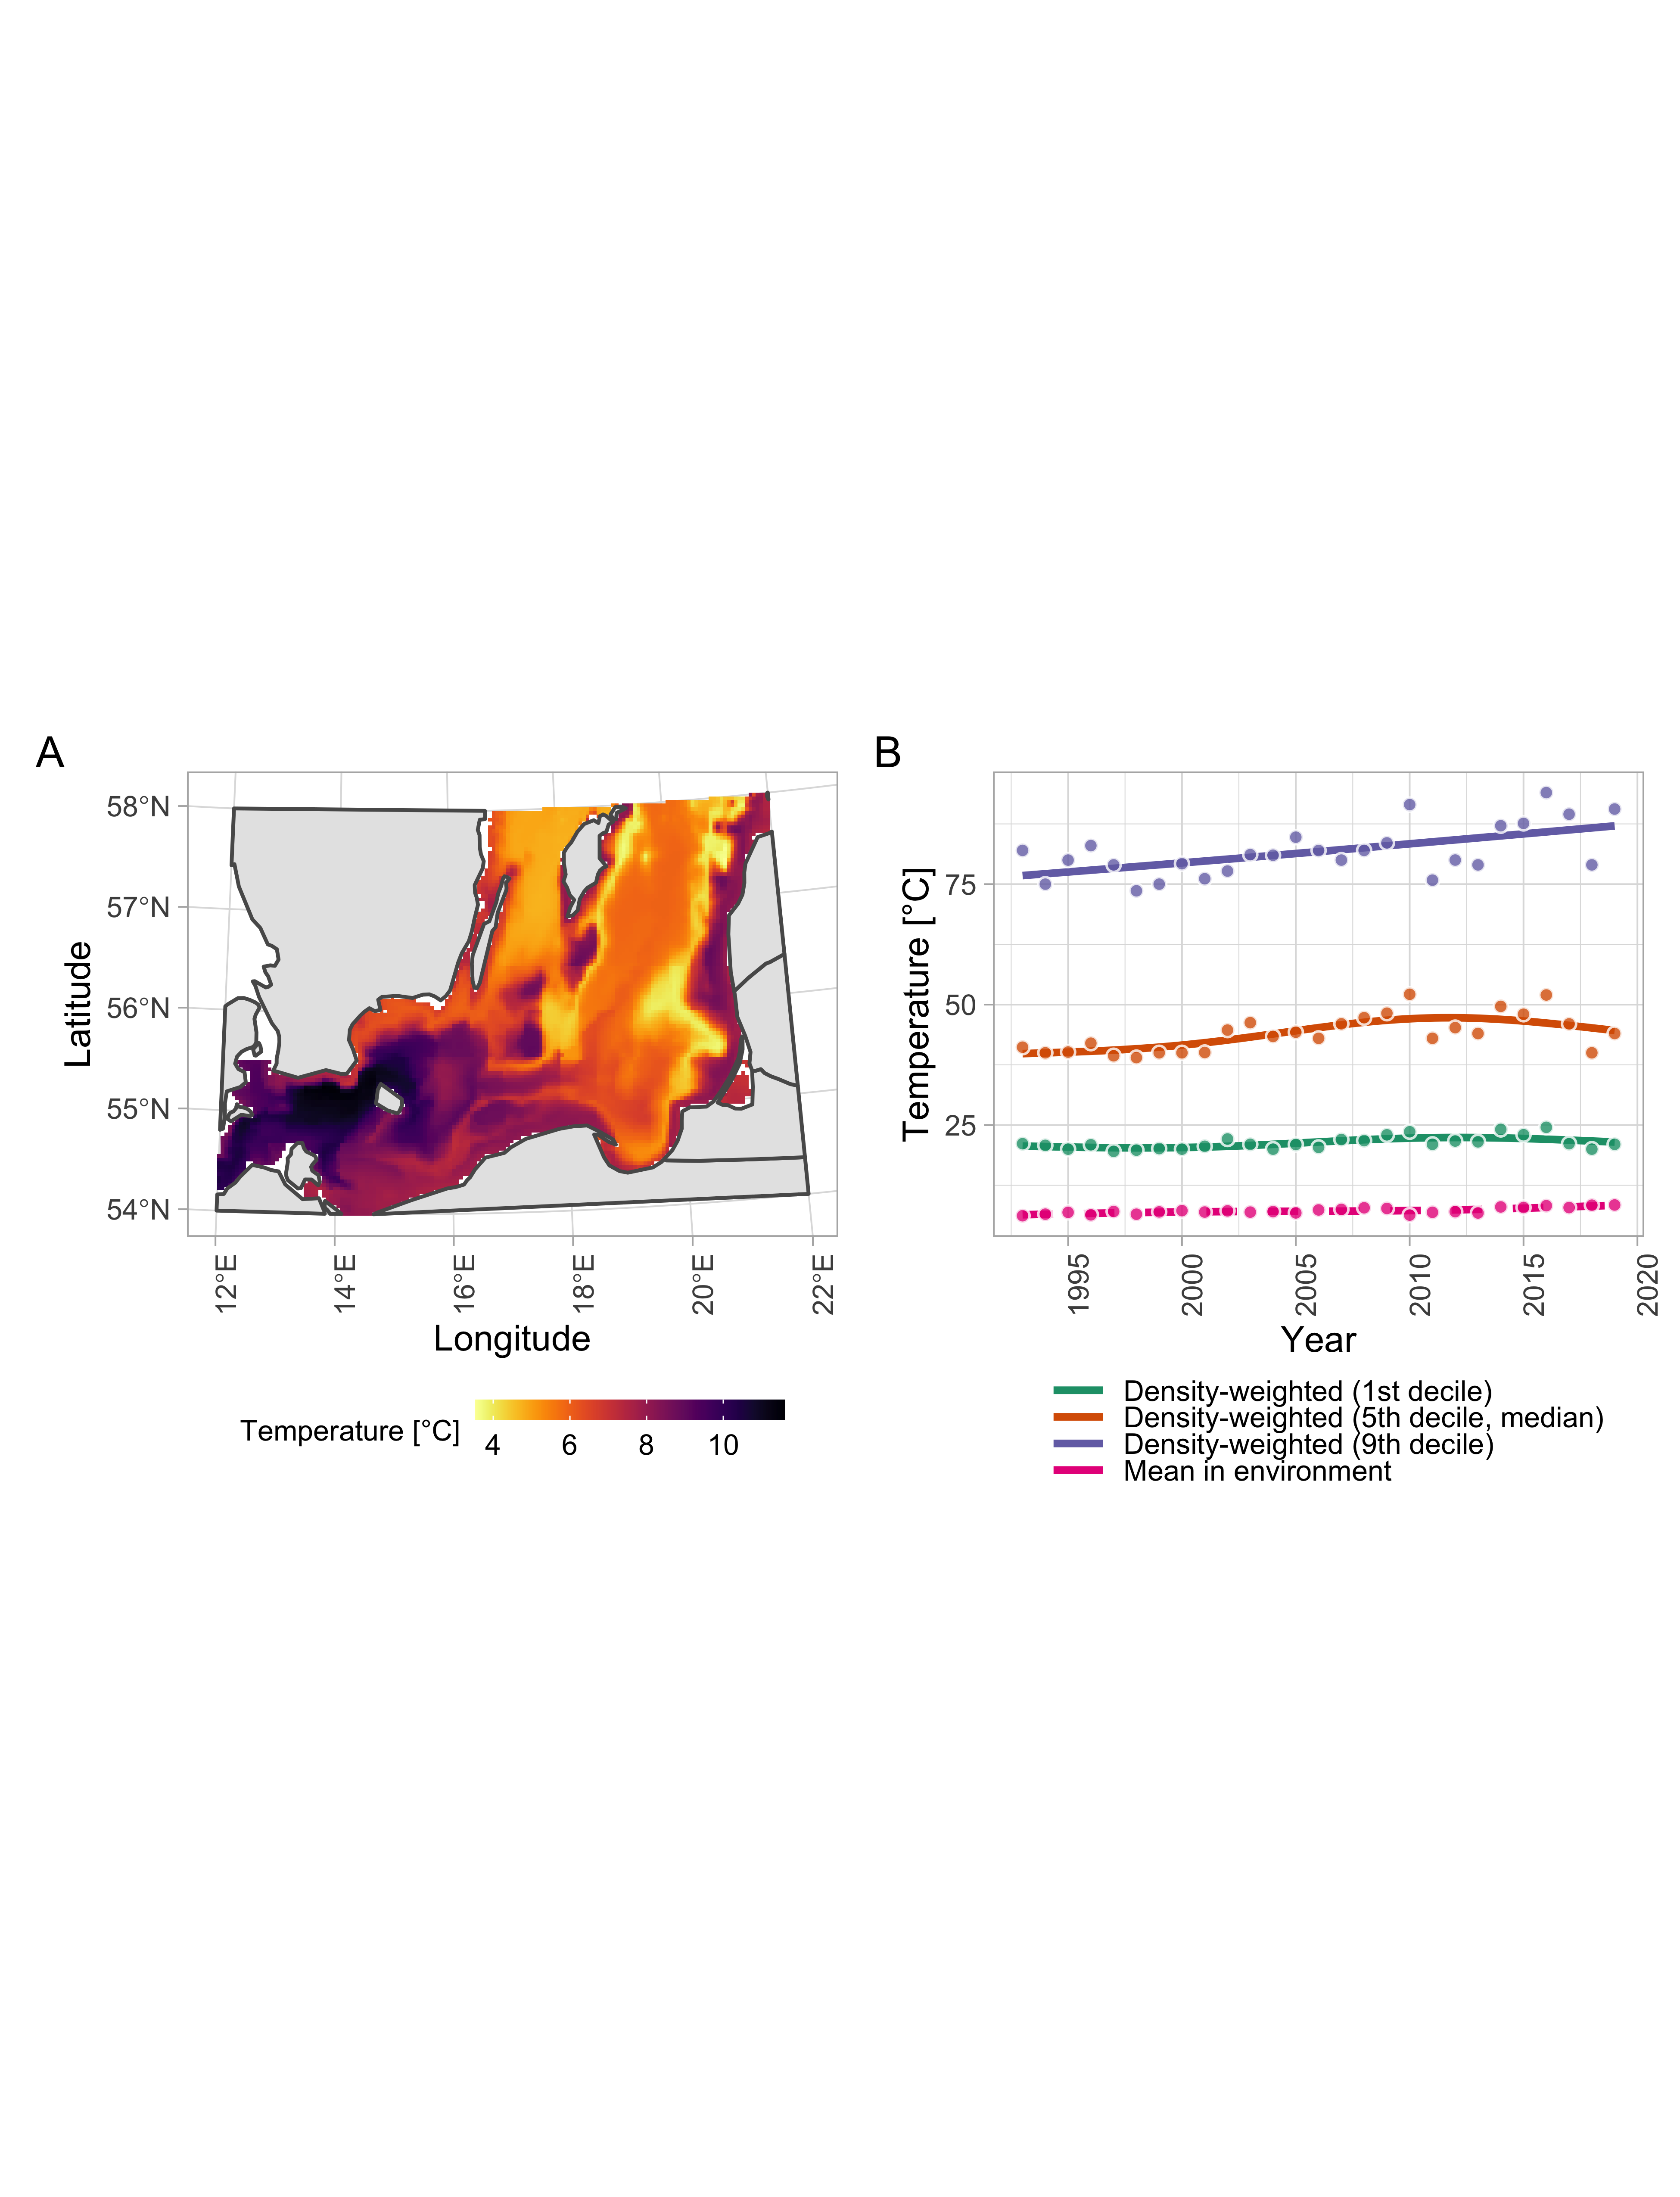 A
58°N
57°N
56°N
55°N
54°N
Latitude
12°E
14°E
16°E
18°E
20°E
22°E
Longitude
Temperature [°C]
4
6
8
10
B
75
50
25
Temperature [°C]
1995
2000
2005
2010
2015
2020
Year
Density-weighted (1st decile)
Density-weighted (5th decile, median)
Density-weighted (9th decile)
Mean in environment